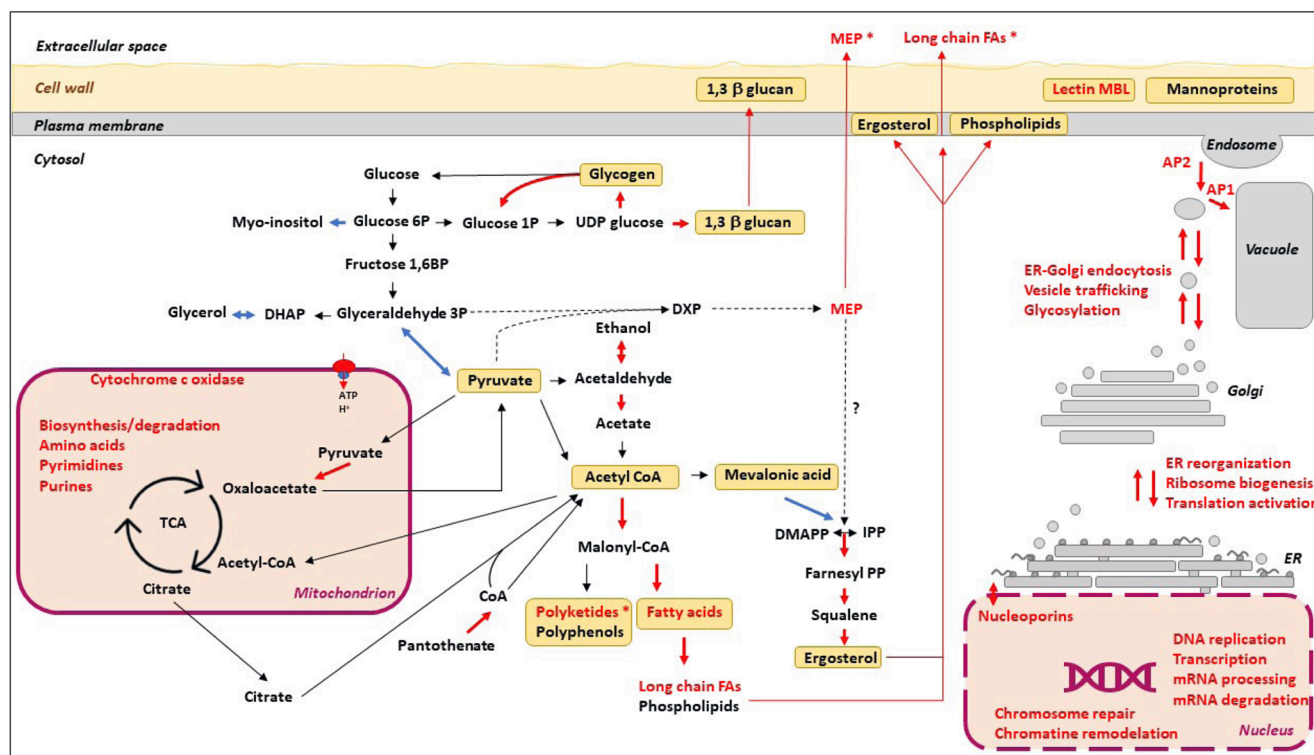 Extracellular space
MEP *
Long chain FAs *
Cell wall
1,3 β glucan
Lectin MBL
Mannoproteins
Plasma membrane
Ergosterol
Phospholipids
Cytosol
Endosome
Glucose
Glycogen
AP2
AP1
Myo-inositol
Glucose 6P
Glucose 1P
UDP glucose
1,3 β glucan
Vacuole
Fructose 1,6BP
ER-Golgi endocytosis
Vesicle trafficking
Glycosylation
Glycerol
DHAP
Glyceraldehyde 3P
DXP
MEP
Ethanol
Cytochrome c oxidase
ATP
H⁺
Pyruvate
Acetaldehyde
Golgi
?
Biosynthesis/degradation
Amino acids
Pyrimidines
Purines
Acetate
Pyruvate
Oxaloacetate
Acetyl CoA
Mevalonic acid
ER reorganization
Ribosome biogenesis
Translation activation
TCA
DMAPP
IPP
Malonyl-CoA
Acetyl-CoA
Farnesyl PP
ER
Citrate
Mitochondrion
CoA
Polyketides *
Polyphenols
Fatty acids
Squalene
Nucleoporins
Pantothenate
DNA replication
Transcription
mRNA processing
mRNA degradation
Ergosterol
Citrate
Long chain FAs
Phospholipids
Chromosome repair
Chromatine remodelation
Nucleus